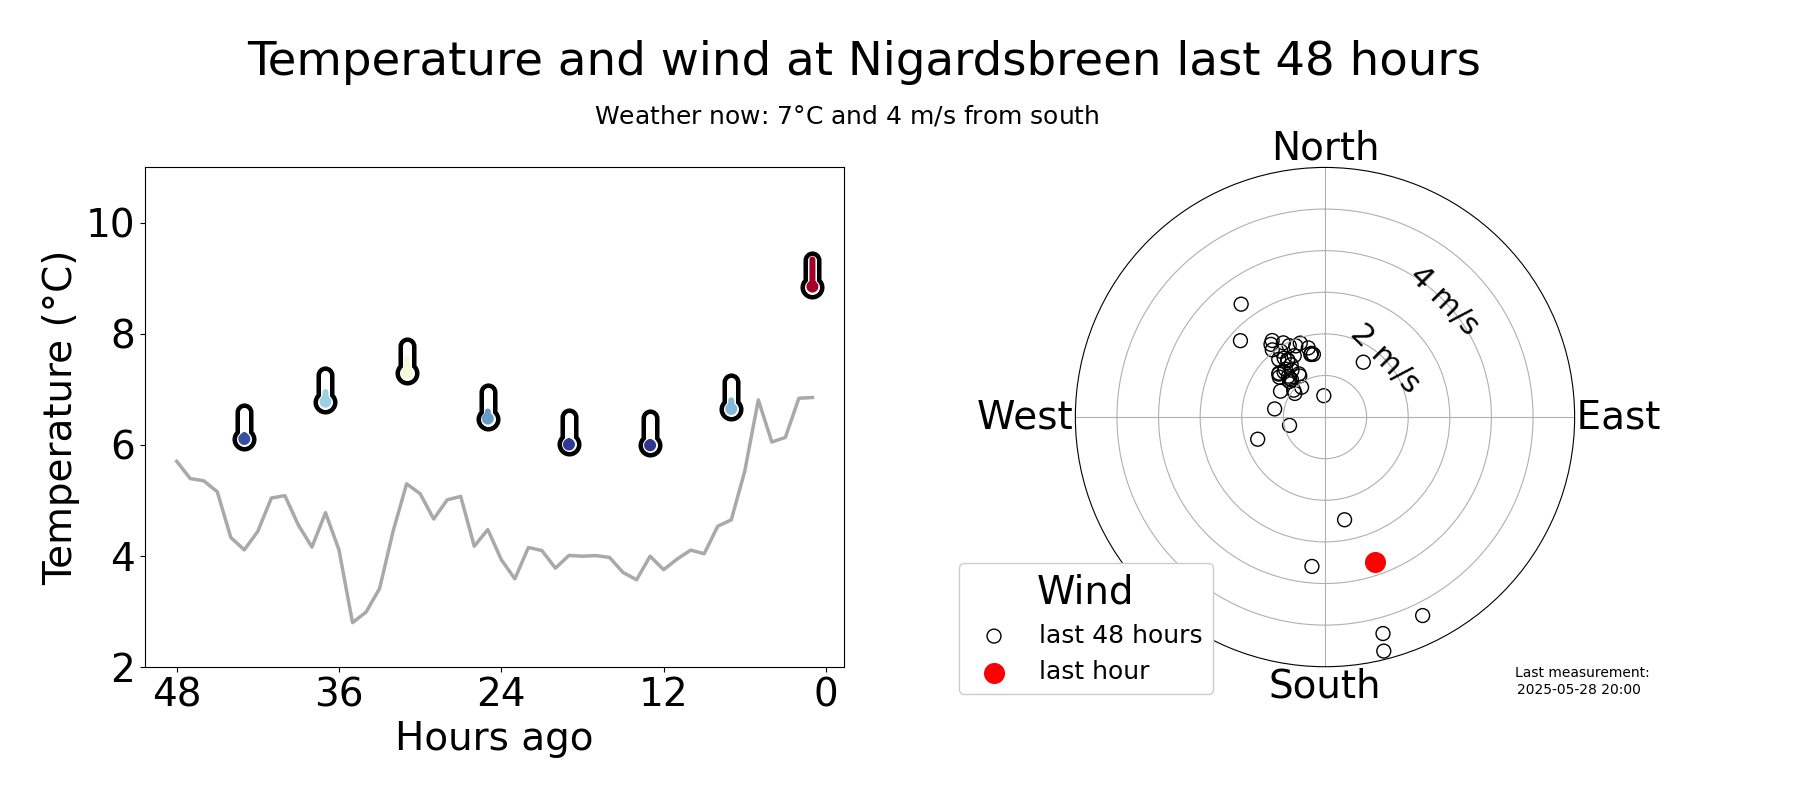 Temperature and wind at Nigardsbreen last 48 hours
Weather now: 7°C and 4 m/s from south
Temperature (°C)
10
8
6
4
2
48 36 24 12 0
Hours ago
North
4 m/s
2 m/s
West
East
South
Wind
last 48 hours
last hour
Last measurement:
2025-05-28 20:00